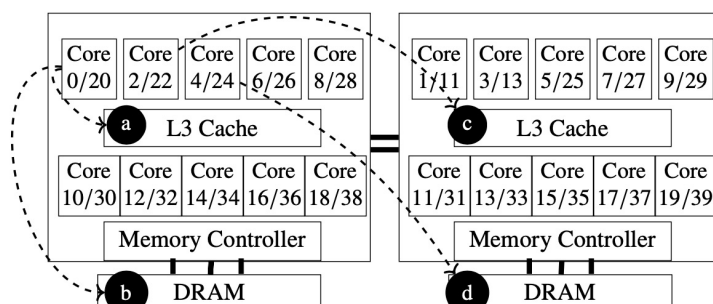 Core Core Core Core Core
0/20 2/22 4/24 6/26 8/28
a L3 Cache
Core Core Core Core Core
10/30 12/32 14/34 16/36 18/38
Memory Controller
b DRAM
Core Core Core Core Core
1/11 3/13 5/25 7/27 9/29
c L3 Cache
Core Core Core Core Core
11/31 13/33 15/35 17/37 19/39
Memory Controller
d DRAM